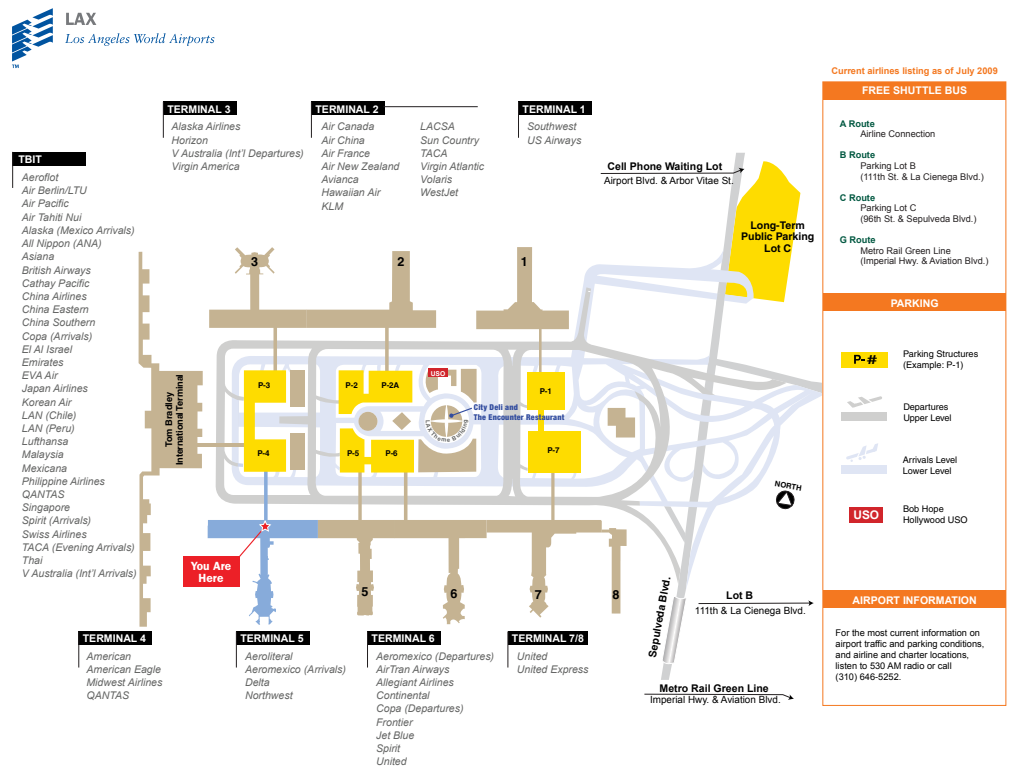 LAX
Los Angeles World Airports
TM
Current airlines listing as of July 2009
FREE SHUTTLE BUS
A Route
Airline Connection
B Route
Parking Lot B
(111th St. & La Cienega Blvd.)
C Route
Parking Lot C
(96th St. & Sepulveda Blvd.)
G Route
Metro Rail Green Line
(Imperial Hwy. & Aviation Blvd.)
PARKING
P-#
Parking Structures
(Example: P-1)
Departures
Upper Level
Arrivals Level
Lower Level
USO
Bob Hope
Hollywood USO
AIRPORT INFORMATION
For the most current information on
airport traffic and parking conditions,
and airline and charter locations,
listen to 530 AM radio or call
(310) 646-5252.
TERMINAL 3
Alaska Airlines
Horizon
V Australia (Int'l Departures)
Virgin America
TERMINAL 2
Air Canada
Air China
Air France
Air New Zealand
Avianca
Hawaiian Air
KLM
LACSA
Sun Country
TACA
Virgin Atlantic
Volaris
WestJet
TERMINAL 1
Southwest
US Airways
TBIT
Aeroflot
Air Berlin/LTU
Air Pacific
Air Tahiti Nui
Alaska (Mexico Arrivals)
All Nippon (ANA)
Asiana
British Airways
Cathay Pacific
China Airlines
China Eastern
China Southern
Copa (Arrivals)
El Al Israel
Emirates
EVA Air
Japan Airlines
Korean Air
LAN (Chile)
LAN (Peru)
Lufthansa
Malaysia
Mexicana
Philippine Airlines
QANTAS
Singapore
Spirit (Arrivals)
Swiss Airlines
TACA (Evening Arrivals)
Thai
V Australia (Int'l Arrivals)
Cell Phone Waiting Lot
Airport Blvd. & Arbor Vitae St.
Long-Term
Public Parking
Lot C
3
2
1
Tom Bradley
International Terminal
P-3
P-2
P-2A
USO
P-1
City Deli and
The Encounter Restaurant
LAX Theme Building
P-4
P-5
P-6
P-7
NORTH
You Are
Here
5
6
7
8
Sepulveda Blvd.
Lot B
111th & La Cienega Blvd.
Metro Rail Green Line
Imperial Hwy. & Aviation Blvd.
TERMINAL 4
American
American Eagle
Midwest Airlines
QANTAS
TERMINAL 5
Aeroliteral
Aeromexico (Arrivals)
Delta
Northwest
TERMINAL 6
Aeromexico (Departures)
AirTran Airways
Allegiant Airlines
Continental
Copa (Departures)
Frontier
Jet Blue
Spirit
United
TERMINAL 7/8
United
United Express